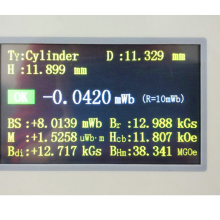 Ty:Cylinder D :11.329 mm
H :11.899 mm
OK -0.0420 mWb (R=10mWb)
BS :+8.0139 mWb Br :12.988 kGs
M :+1.5258 uWb·m Hcb:11.807 kOe
Bdi:+12.717 kGs BHm:38.341 MGOe